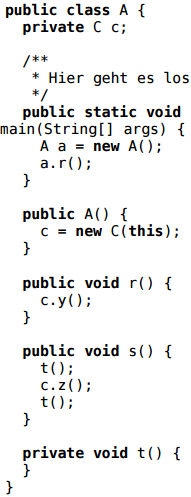 public class A {
  private C c;

  /**
   * Hier geht es los
   */
  public static void
main(String[] args) {
    A a = new A();
    a.r();
  }

  public A() {
    c = new C(this);
  }

  public void r() {
    c.y();
  }

  public void s() {
    t();
    c.z();
    t();
  }

  private void t() {
  }
}